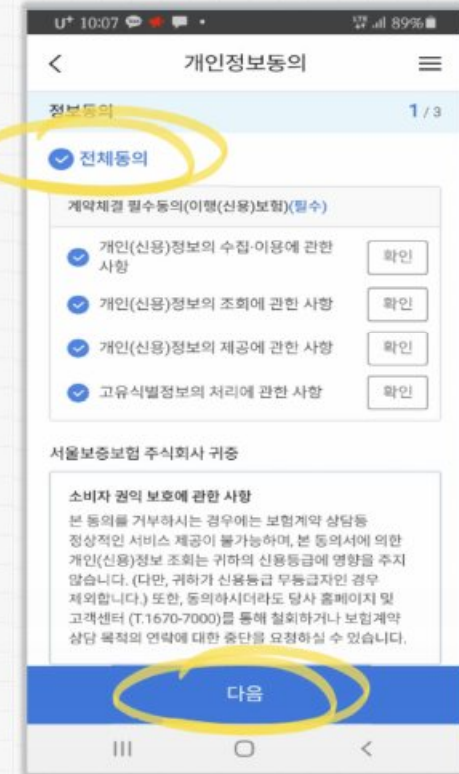 U+ 10:07 LTE 89%
개인정보동의
정보동의 1 / 3
전체동의
계약체결 필수동의(이행(신용)보험)(필수)
개인(신용)정보의 수집·이용에 관한
사항
확인
개인(신용)정보의 조회에 관한 사항 확인
개인(신용)정보의 제공에 관한 사항 확인
고유식별정보의 처리에 관한 사항 확인
서울보증보험 주식회사 귀중
소비자 권익 보호에 관한 사항
본 동의를 거부하시는 경우에는 보험계약 상담등
정상적인 서비스 제공이 불가능하며, 본 동의서에 의한
개인(신용)정보 조회는 귀하의 신용등급에 영향을 주지
않습니다. (다만, 귀하가 신용등급 무등급자인 경우
제외합니다.) 또한, 동의하시더라도 당사 홈페이지 및
고객센터 (T.1670-7000)를 통해 철회하거나 보험계약
상담 목적의 연락에 대한 중단을 요청하실 수 있습니다.
다음